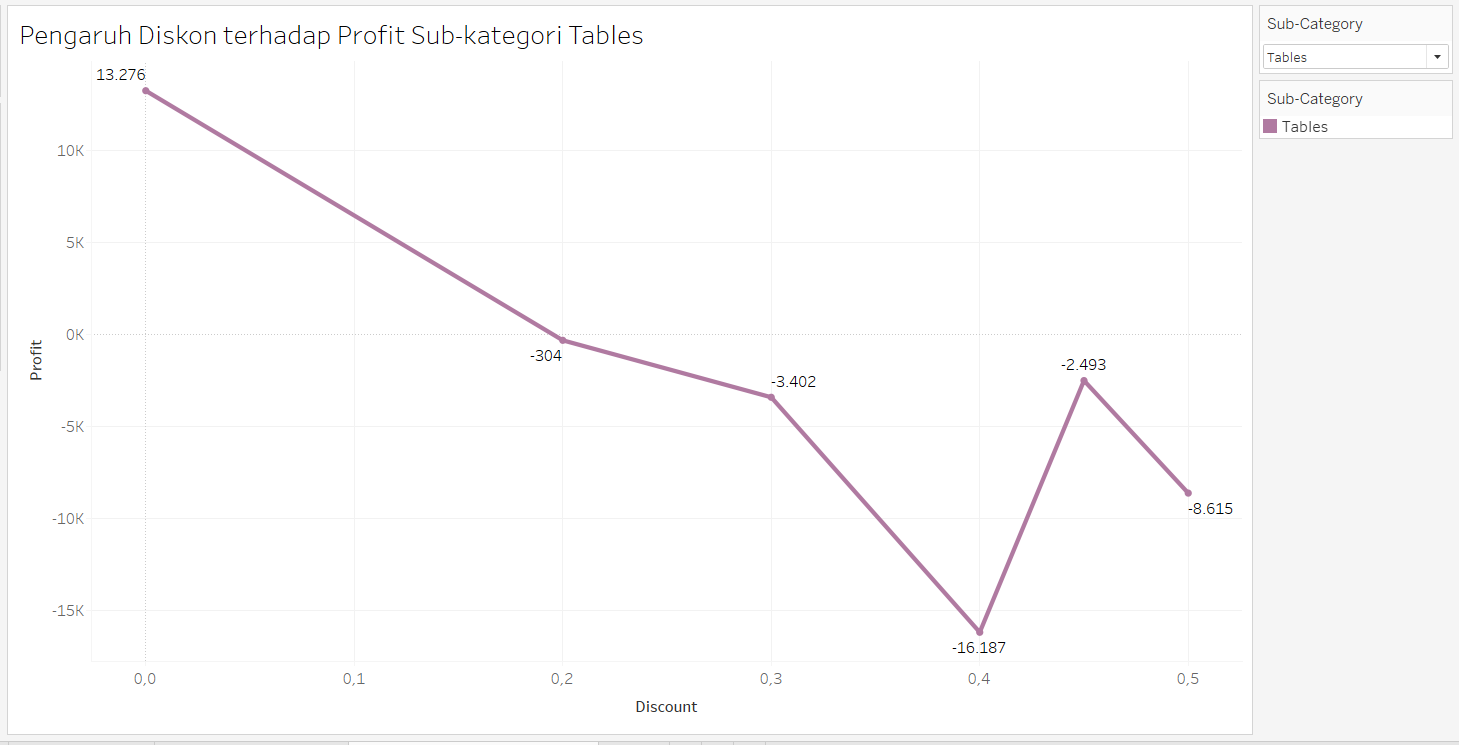 Pengaruh Diskon terhadap Profit Sub-kategori Tables
Sub-Category
Tables
Sub-Category
Tables
13.276
10K
5K
0K
-304
-2.493
-3.402
Profit
-5K
-8.615
-10K
-15K
-16.187
0,0 0,1 0,2 0,3 0,4 0,5
Discount